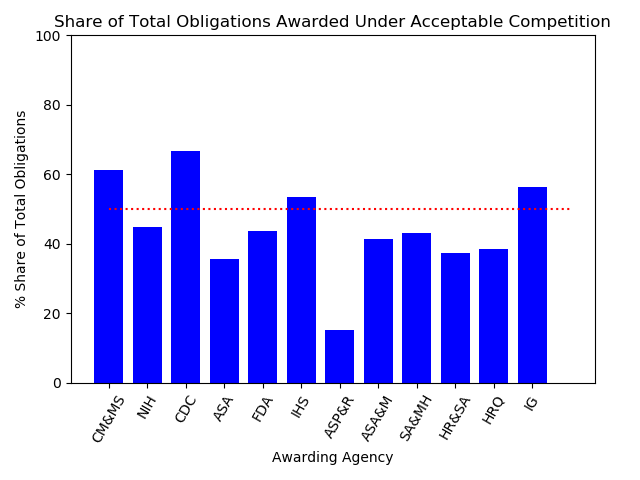 Share of Total Obligations Awarded Under Acceptable Competition
100
80
60
40
20
0
% Share of Total Obligations
CM&MS NIH CDC ASA FDA IHS ASP&R ASA&M SA&MH HR&SA HRQ IG
Awarding Agency